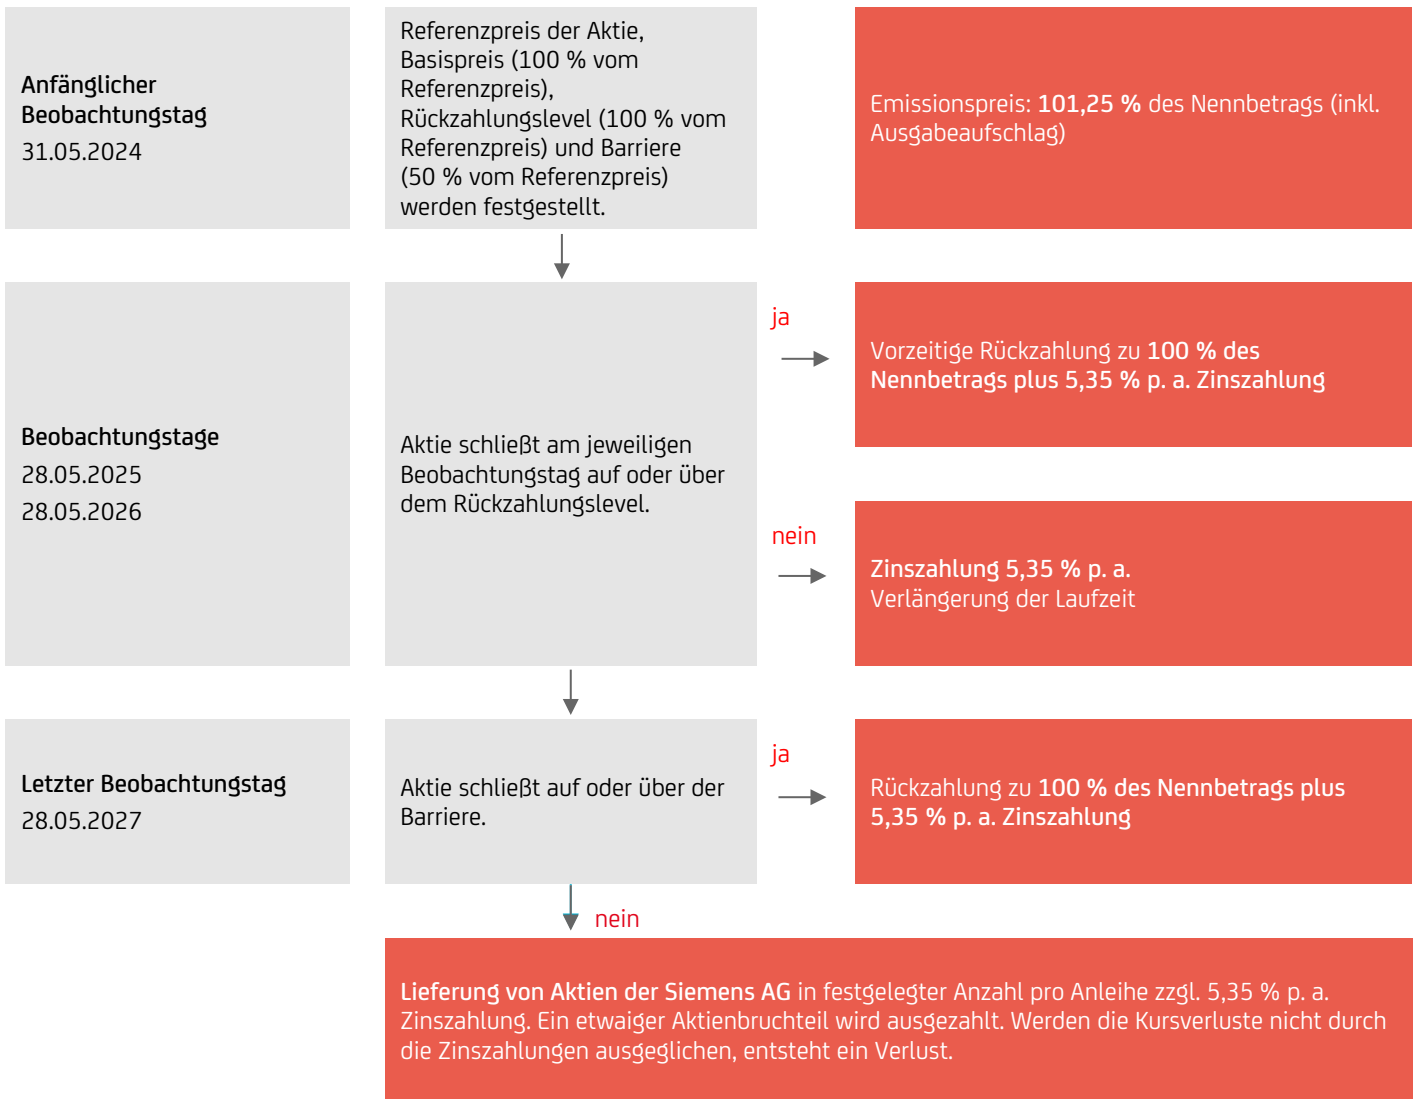 Anfänglicher
Beobachtungstag
31.05.2024
Referenzpreis der Aktie,
Basispreis (100 % vom
Referenzpreis),
Rückzahlungslevel (100 % vom
Referenzpreis) und Barriere
(50 % vom Referenzpreis)
werden festgestellt.
Emissionspreis: 101,25 % des Nennbetrags (inkl.
Ausgabeaufschlag)
Beobachtungstage
28.05.2025
28.05.2026
Aktie schließt am jeweiligen
Beobachtungstag auf oder über
dem Rückzahlungslevel.
ja
Vorzeitige Rückzahlung zu 100 % des
Nennbetrags plus 5,35 % p. a. Zinszahlung
nein
Zinszahlung 5,35 % p. a.
Verlängerung der Laufzeit
Letzter Beobachtungstag
28.05.2027
Aktie schließt auf oder über der
Barriere.
ja
Rückzahlung zu 100 % des Nennbetrags plus
5,35 % p. a. Zinszahlung
nein
Lieferung von Aktien der Siemens AG in festgelegter Anzahl pro Anleihe zzgl. 5,35 % p. a.
Zinszahlung. Ein etwaiger Aktienbruchteil wird ausgezahlt. Werden die Kursverluste nicht durch
die Zinszahlungen ausgeglichen, entsteht ein Verlust.